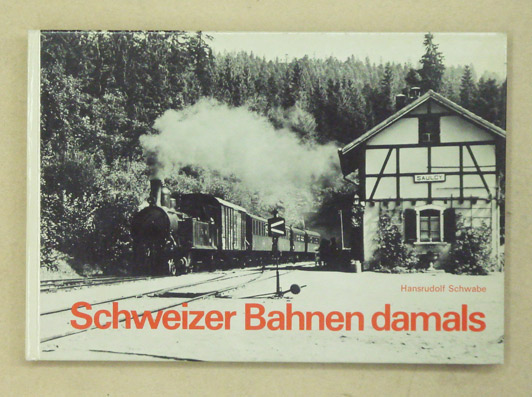 SAULCY
Hansrudolf Schwabe
Schweizer Bahnen damals